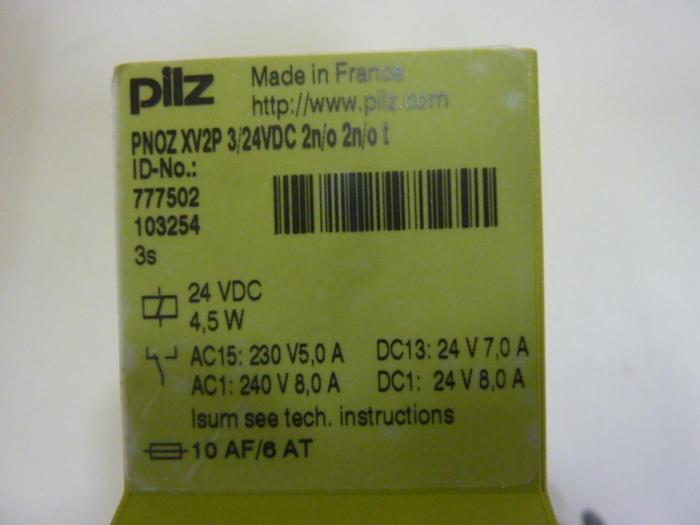 pilz
Made in France
http://www.pilz.com
PNOZ XV2P 3/24VDC 2n/o 2n/o t
ID-No.:
777502
103254
3s
24 VDC
4,5 W
AC15: 230 V5,0 A DC13: 24 V 7,0 A
AC1: 240 V 8,0 A DC1: 24 V 8,0 A
Isum see tech. instructions
10 AF/6 AT